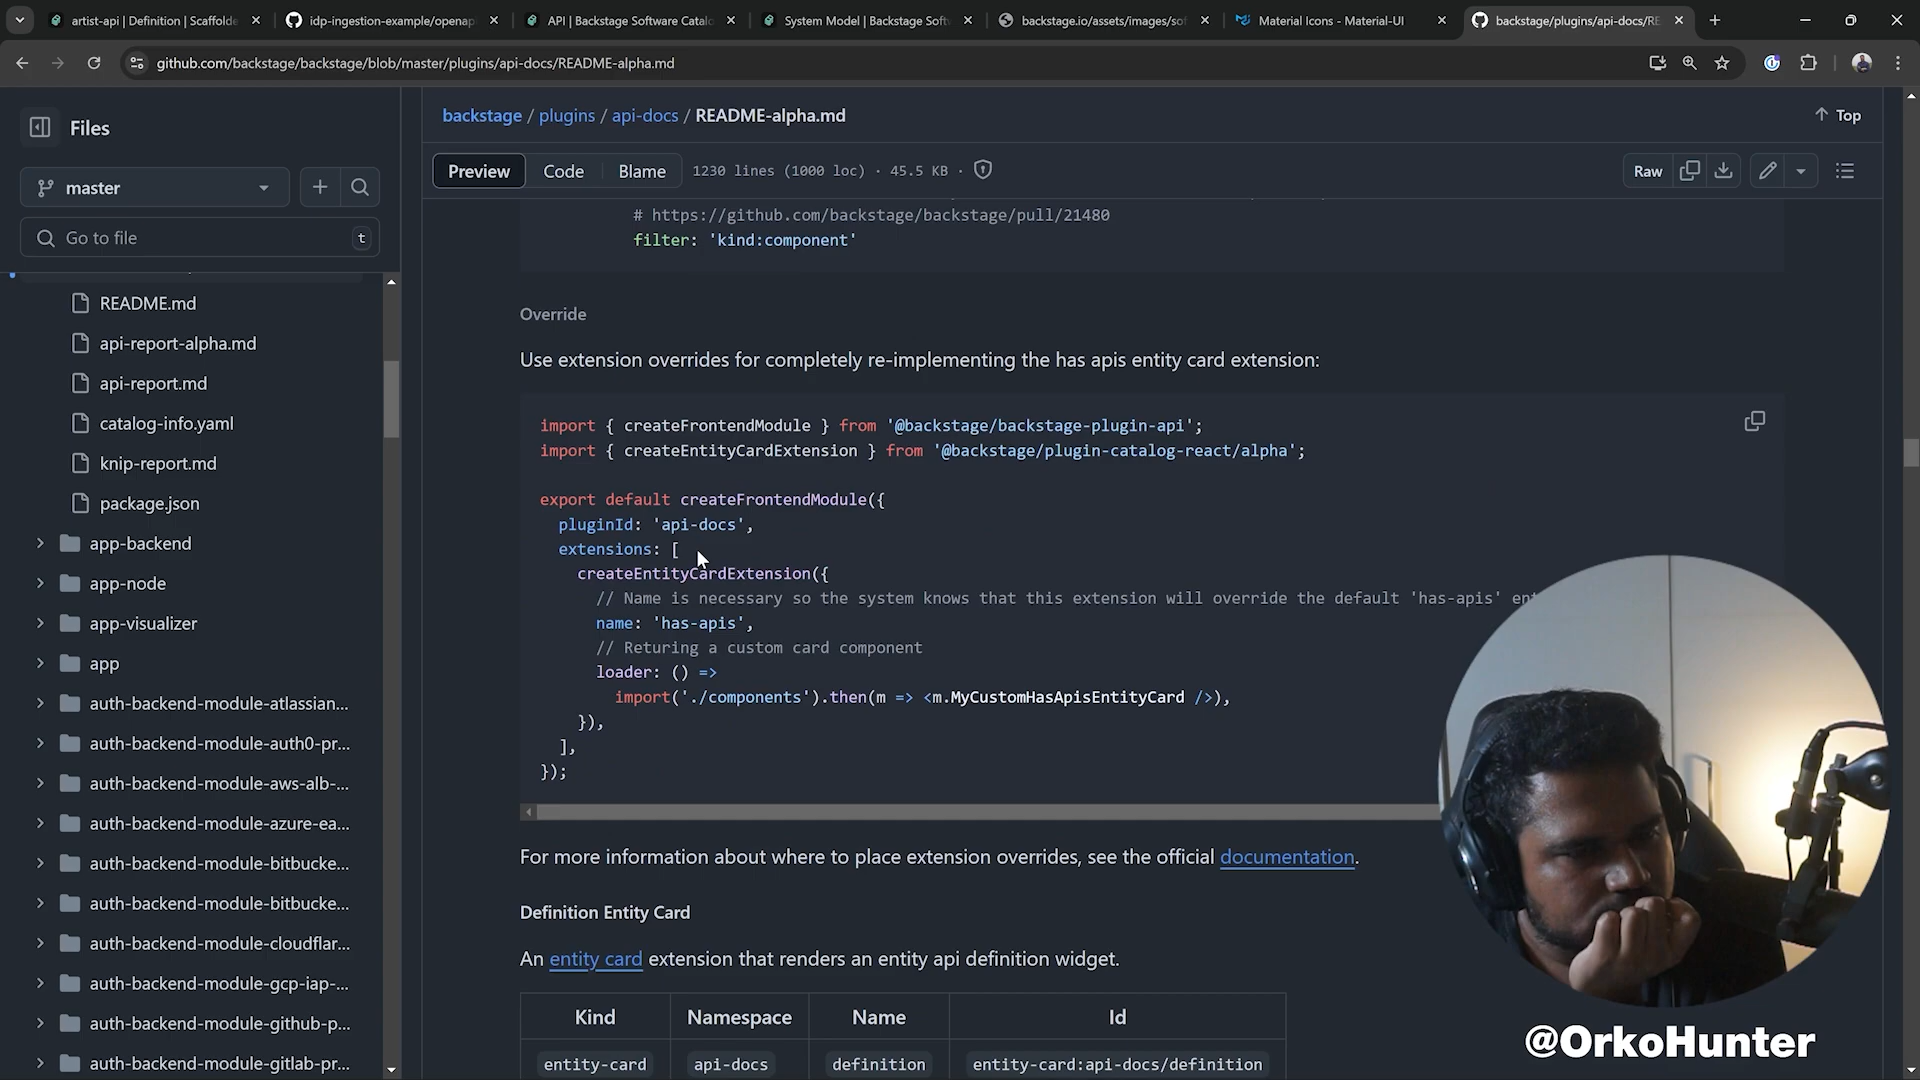 artist-api | Definition | Scaffolde
idp-ingestion-example/openap
API | Backstage Software Catalo
System Model | Backstage Soft
backstage.io/assets/images/sof
Material Icons - Material-UI
backstage/plugins/api-docs/RE
github.com/backstage/backstage/blob/master/plugins/api-docs/README-alpha.md
Files
backstage / plugins / api-docs / README-alpha.md
Top
master
Preview
Code
Blame
1230 lines (1000 loc) · 45.5 KB ·
Raw
Go to file
t
README.md
api-report-alpha.md
api-report.md
catalog-info.yaml
knip-report.md
package.json
app-backend
app-node
app-visualizer
app
auth-backend-module-atlassian...
auth-backend-module-auth0-pr...
auth-backend-module-aws-alb-...
auth-backend-module-azure-ea...
auth-backend-module-bitbucke...
auth-backend-module-bitbucke...
auth-backend-module-cloudflar...
auth-backend-module-gcp-iap-...
auth-backend-module-github-p...
auth-backend-module-gitlab-pr...
# https://github.com/backstage/backstage/pull/21480
filter: 'kind:component'
Override
Use extension overrides for completely re-implementing the has apis entity card extension:
import { createFrontendModule } from '@backstage/backstage-plugin-api';
import { createEntityCardExtension } from '@backstage/plugin-catalog-react/alpha';
export default createFrontendModule({
pluginId: 'api-docs',
extensions: [
createEntityCardExtension({
// Name is necessary so the system knows that this extension will override the default 'has-apis' ent
name: 'has-apis',
// Returing a custom card component
loader: () =>
import('./components').then(m => <m.MyCustomHasApisEntityCard />),
}),
],
});
For more information about where to place extension overrides, see the official documentation.
Definition Entity Card
An entity card extension that renders an entity api definition widget.
Kind Namespace Name Id
entity-card api-docs definition entity-card:api-docs/definition
@OrkoHunter